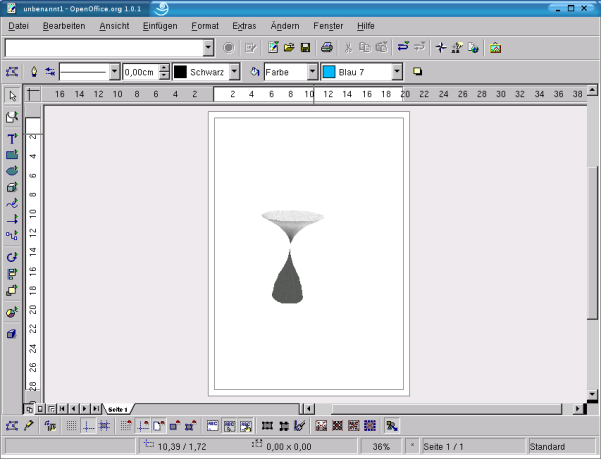 unbenannt1 - OpenOffice.org 1.0.1
Datei Bearbeiten Ansicht Einfügen Format Extras Ändern Fenster Hilfe
0,00cm Schwarz Farbe Blau 7
16 14 12 10 8 6 4 2 2 4 6 8 10 12 14 16 18 20 22 24 26 28 30 32 34 36 38
2
4
6
8
10
12
14
16
18
20
22
24
26
28
Seite 1
10,39 / 1,72 0,00 x 0,00 36% * Seite 1 / 1 Standard